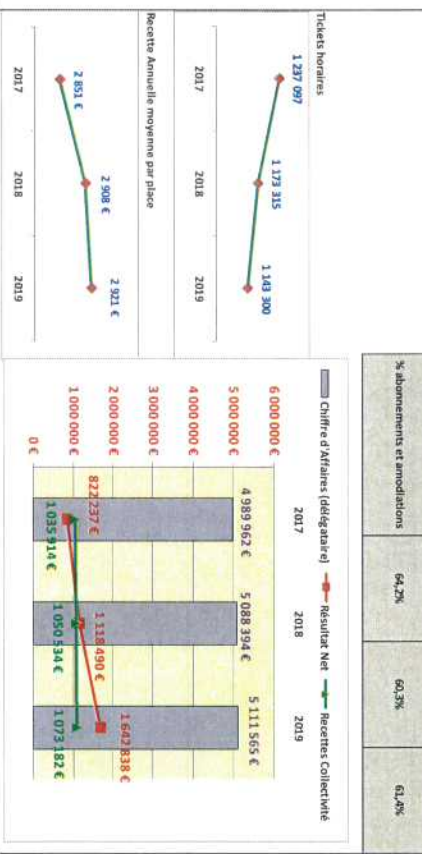 % abonnements et amodiations 64,2% 60,3% 61,4%
Tickets horaires
1 237 097
1 173 315
1 143 300
2017 2018 2019
Recette Annuelle moyenne par place
2 851 €
2 908 €
2 921 €
2017 2018 2019
Chiffre d'Affaires (délégataire) Résultat Net Recettes Collectivité
2017 2018 2019
6 000 000 €
5 000 000 €
4 000 000 €
3 000 000 €
2 000 000 €
1 000 000 €
0 €
4 989 962 €
5 088 394 €
5 111 565 €
822 237 €
1 118 490 €
1 642 838 €
1 035 914 €
1 050 534 €
1 073 182 €